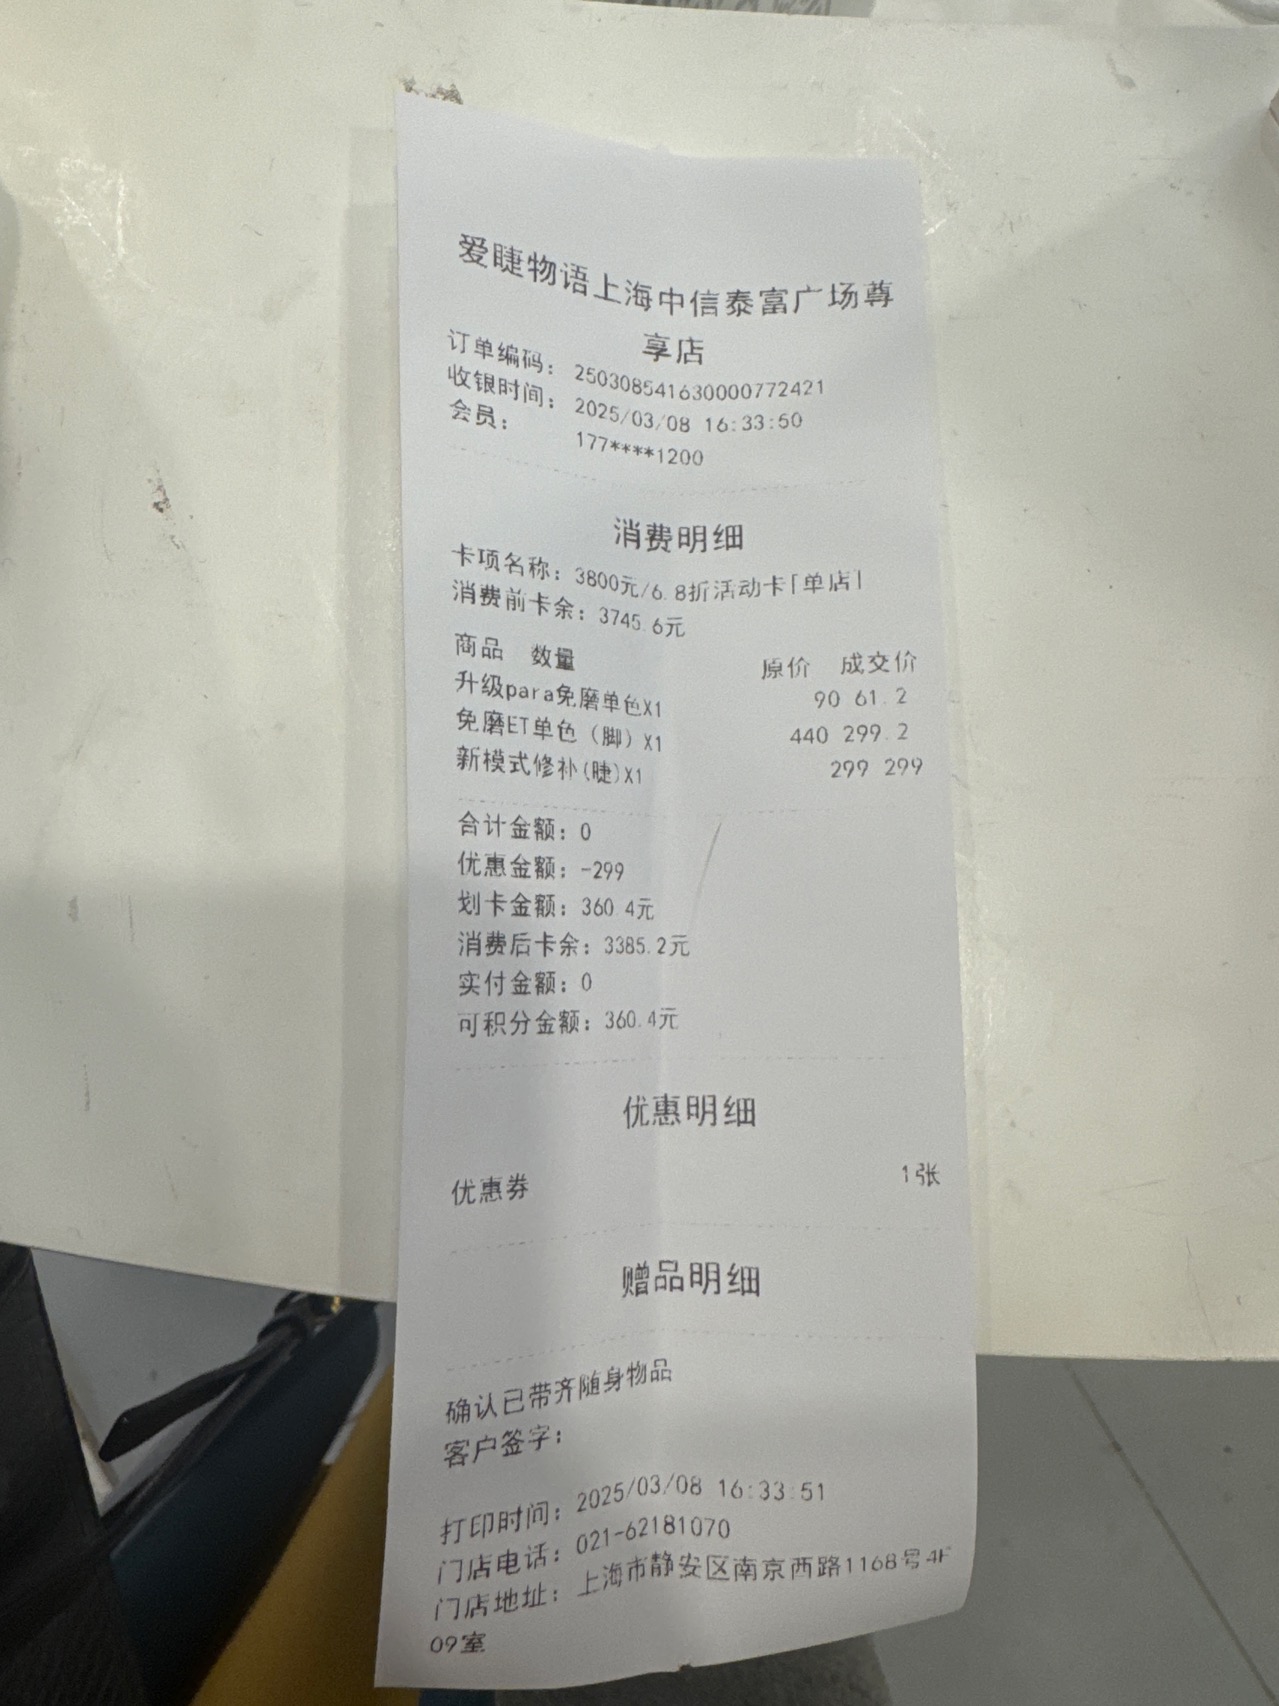 爱睫物语上海中信泰富广场尊
享店
订单编码: 250308541630000772421
收银时间: 2025/03/08 16:33:50
会员: 177****1200
消费明细
卡项名称: 3800元/6.8折活动卡「单店」
消费前卡余: 3745.6元
商品 数量 原价 成交价
升级para免磨单色X1 90 61.2
免磨ET单色（脚）X1 440 299.2
新模式修补(睫)X1 299 299
合计金额: 0
优惠金额: -299
划卡金额: 360.4元
消费后卡余: 3385.2元
实付金额: 0
可积分金额: 360.4元
优惠明细
优惠券 1张
赠品明细
确认已带齐随身物品
客户签字:
打印时间: 2025/03/08 16:33:51
门店电话: 021-62181070
门店地址: 上海市静安区南京西路1168号4F
09室